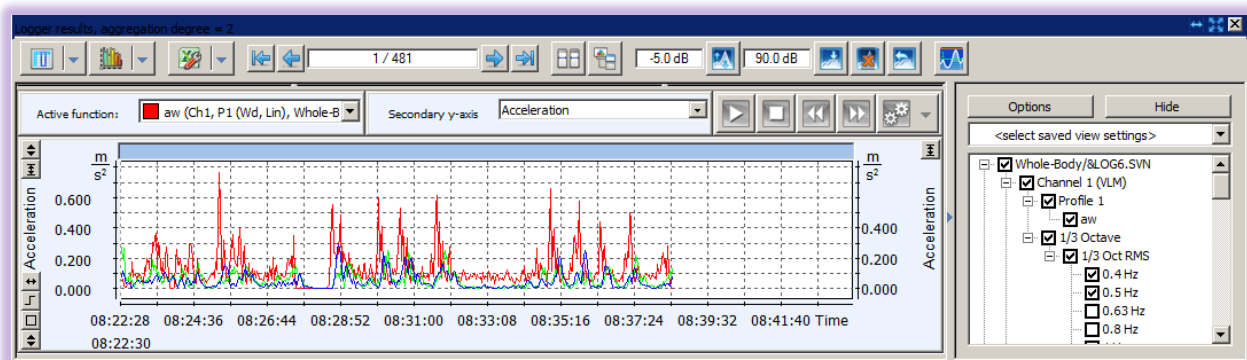 Logger results, aggregation degree = 2
1 / 481
-5.0 dB
90.0 dB
Active function:
aw (Ch1, P1 (Wd, Lin), Whole-B
Secondary y-axis
Acceleration
Options
Hide
<select saved view settings>
m
s²
m
s²
Acceleration
0.600
0.400
0.200
0.000
0.400
0.200
0.000
Acceleration
08:22:28 08:24:36 08:26:44 08:28:52 08:31:00 08:33:08 08:35:16 08:37:24 08:39:32 08:41:40 Time
08:22:30
Whole-Body/&LOG6.SVN
Channel 1 (VLM)
Profile 1
aw
1/3 Octave
1/3 Oct RMS
0.4 Hz
0.5 Hz
0.63 Hz
0.8 Hz